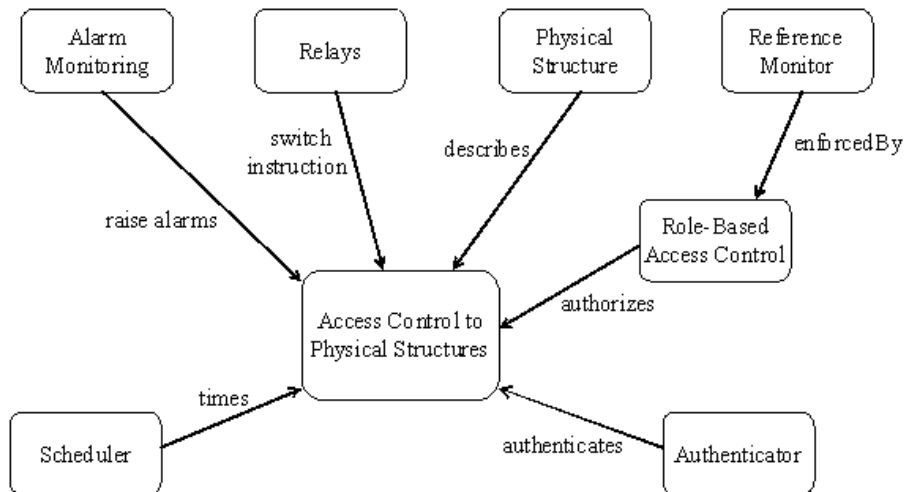 Alarm
Monitoring
Relays
Physical
Structure
Reference
Monitor
switch
instruction
describes
enforcedBy
raise alarms
Role-Based
Access Control
authorizes
Access Control to
Physical Structures
times
Scheduler
authenticates
Authenticator